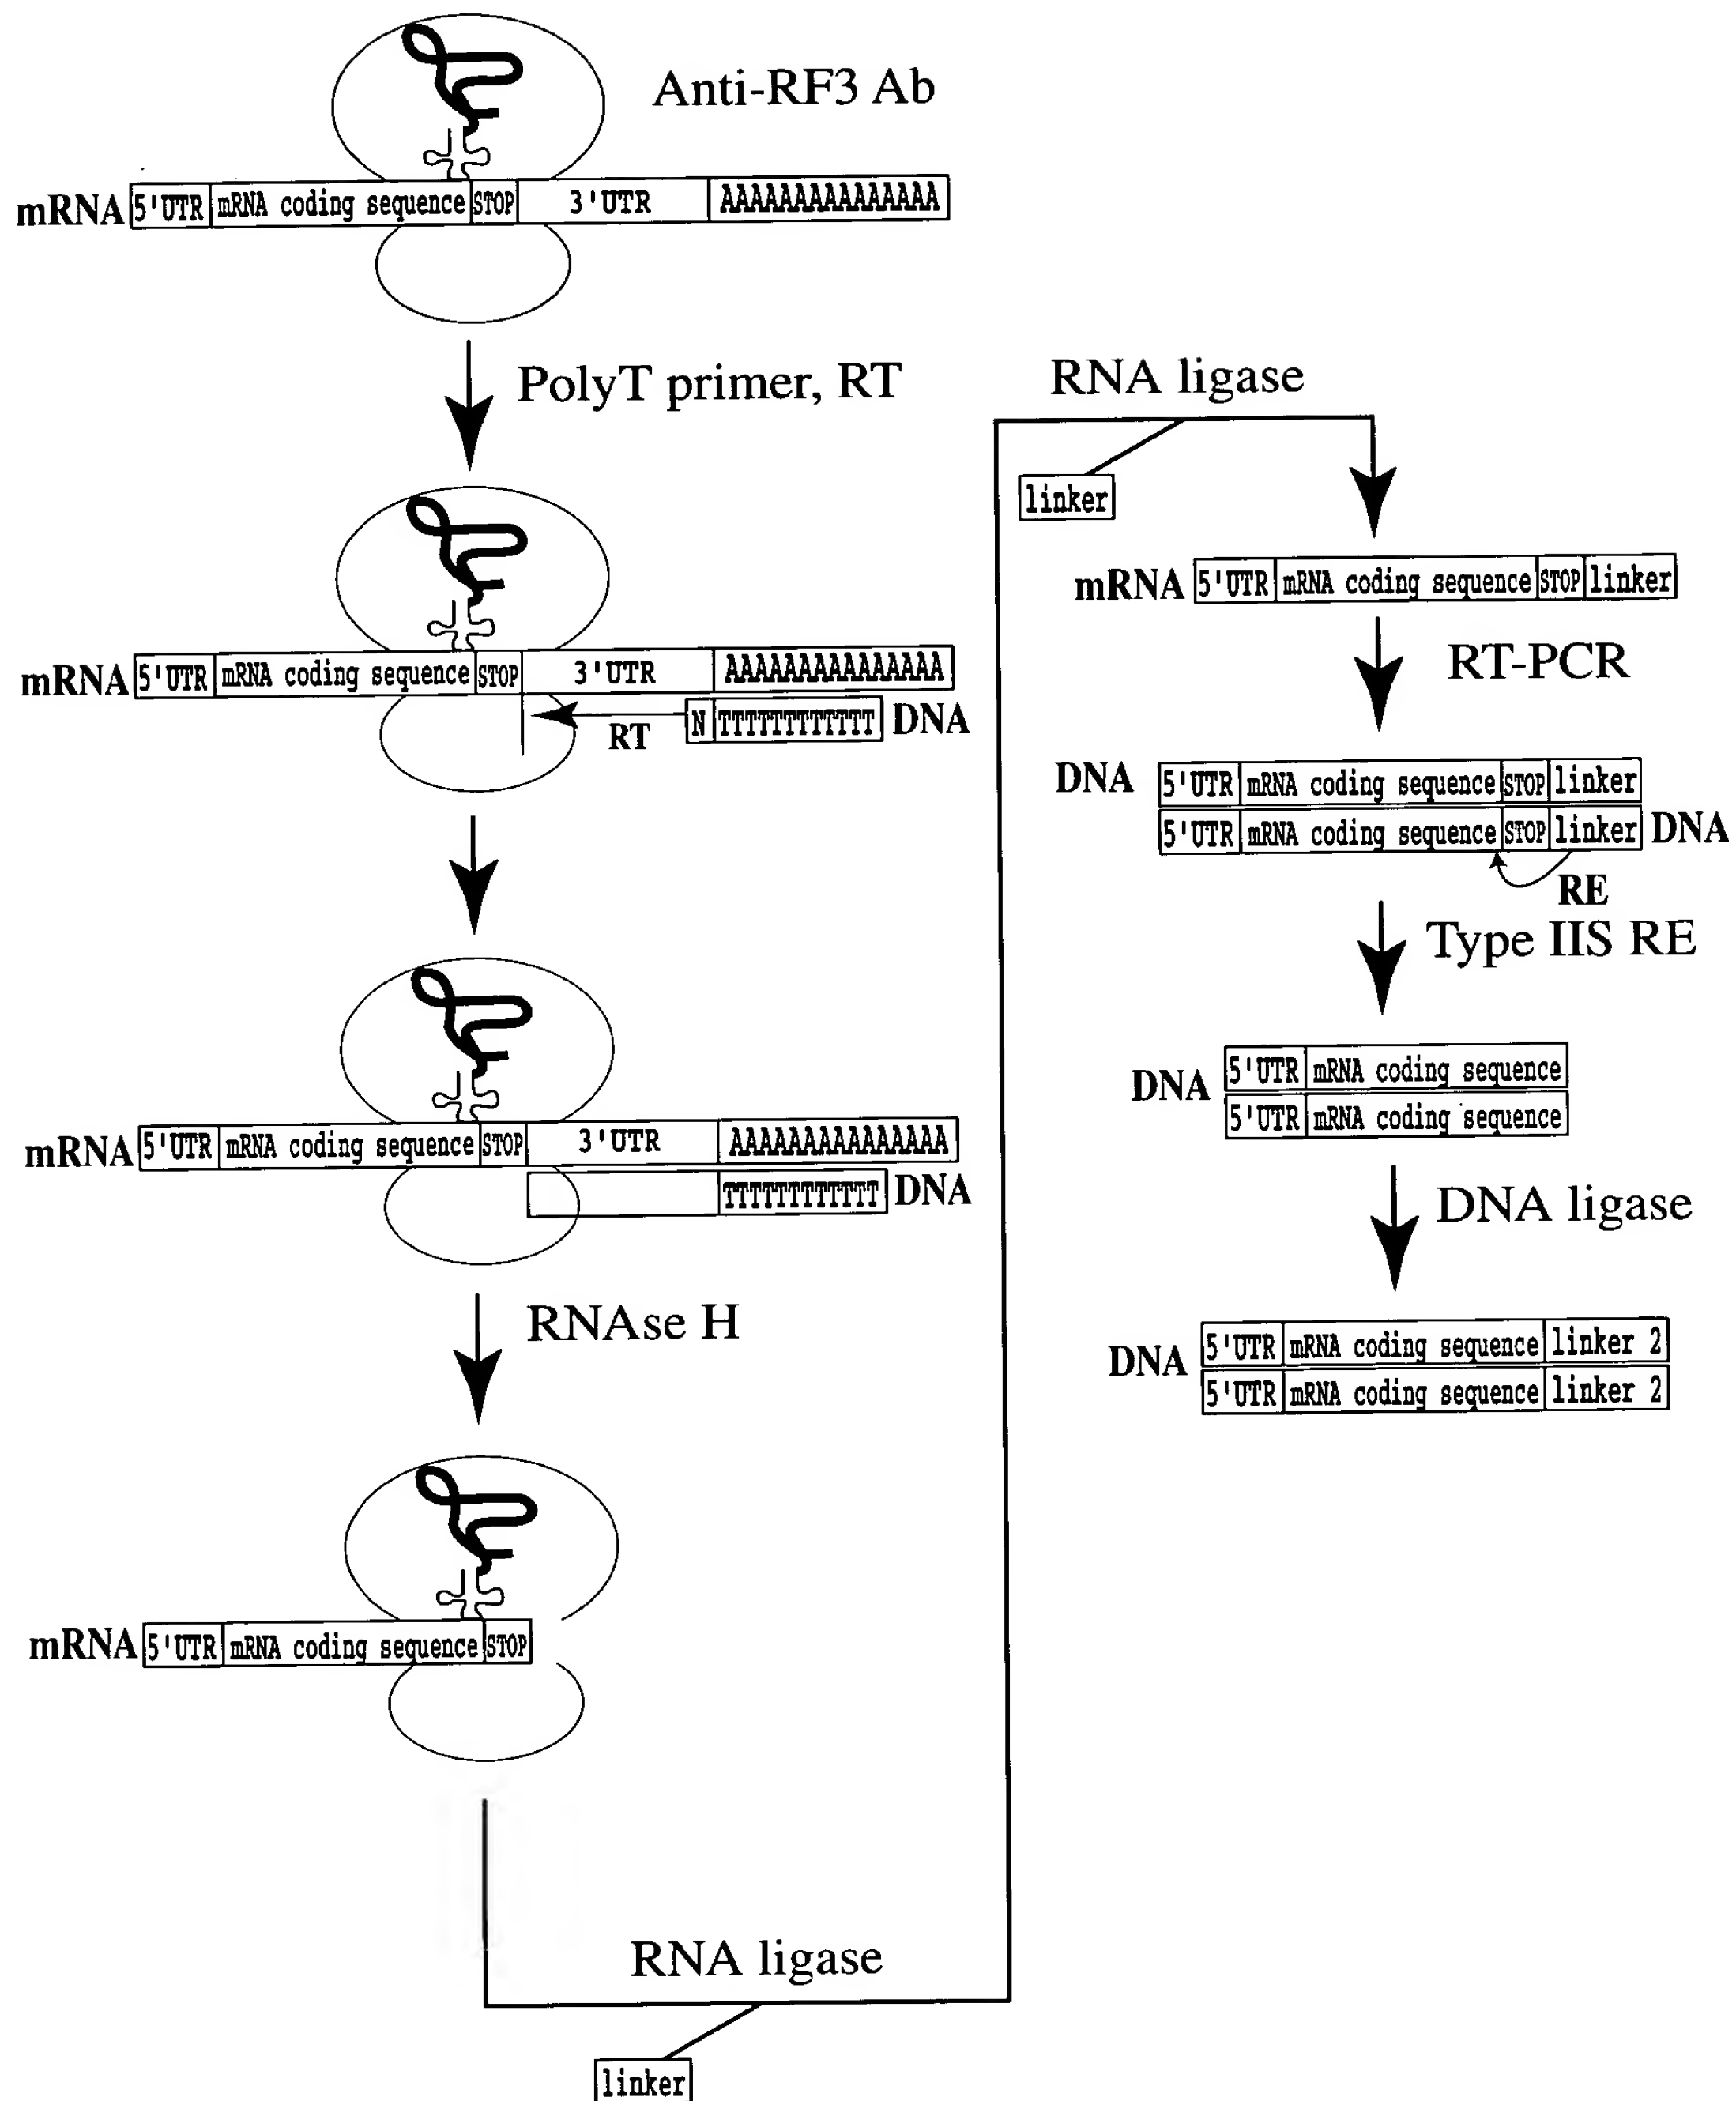 Anti-RF3 Ab
mRNA 5'UTR mRNA coding sequence STOP 3'UTR AAAAAAAAAAAAAAA
PolyT primer, RT
mRNA 5'UTR mRNA coding sequence STOP 3'UTR AAAAAAAAAAAAAAA
RT N TTTTTTTTTTTT DNA
mRNA 5'UTR mRNA coding sequence STOP 3'UTR AAAAAAAAAAAAAAA
TTTTTTTTTTTT DNA
RNAse H
mRNA 5'UTR mRNA coding sequence STOP
RNA ligase
linker
RNA ligase
linker
mRNA 5'UTR mRNA coding sequence STOP linker
RT-PCR
DNA 5'UTR mRNA coding sequence STOP linker
5'UTR mRNA coding sequence STOP linker DNA
RE
Type IIS RE
DNA 5'UTR mRNA coding sequence
5'UTR mRNA coding sequence
DNA ligase
DNA 5'UTR mRNA coding sequence linker 2
5'UTR mRNA coding sequence linker 2